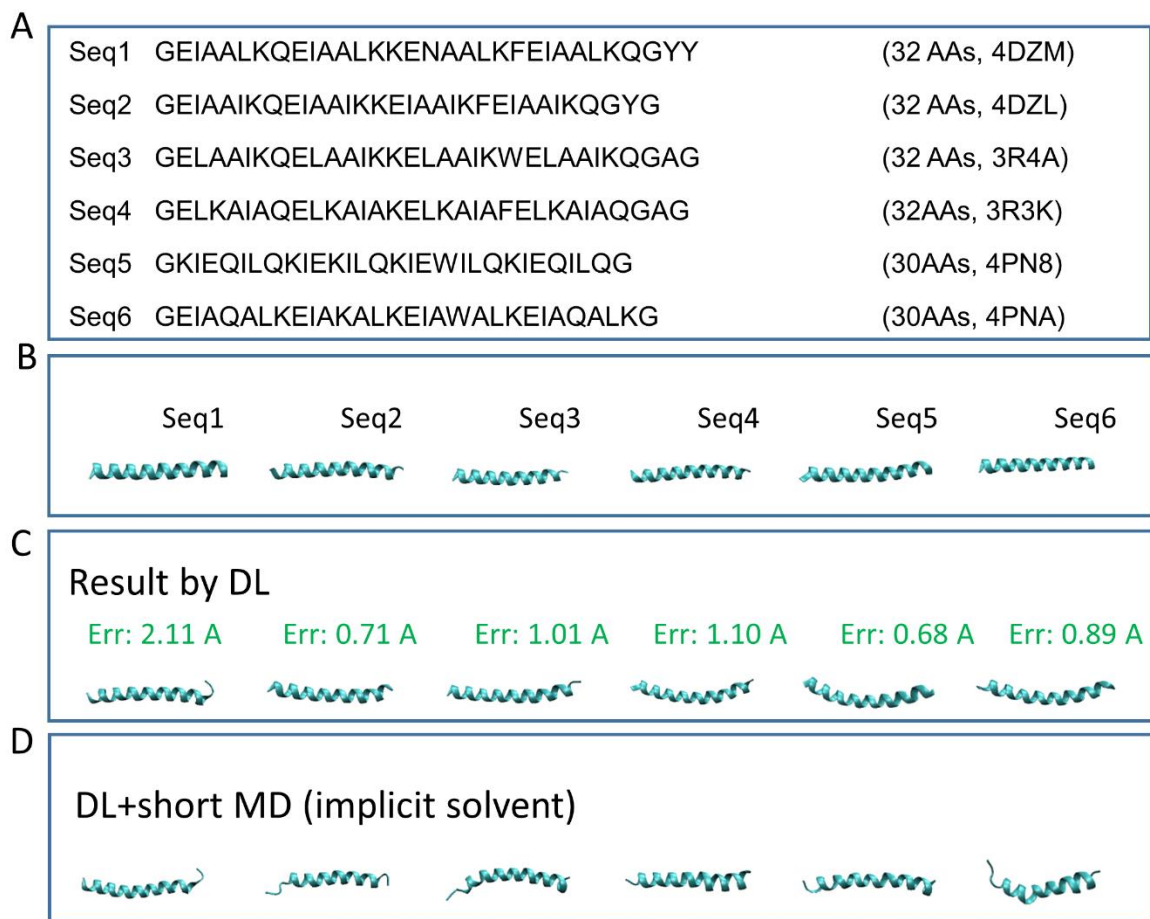 A
Seq1 GEIAALKQEIAALKKENAALKFEIAALKQGYY (32 AAs, 4DZM)
Seq2 GEIAAIKQEIAAIKKEIAAIKFEIAAIKQGYG (32 AAs, 4DZL)
Seq3 GELAAIKQELAAIKKELAAIKWELAAIKQGAG (32 AAs, 3R4A)
Seq4 GELKAIAQELKAIAKELKAIAFELKAIAQGAG (32AAs, 3R3K)
Seq5 GKIEQILQKIEKILQKIEWILQKIEQILQG (30AAs, 4PN8)
Seq6 GEIAQALKEIAKALKEIAWALKEIAQALKG (30AAs, 4PNA)
B
Seq1 Seq2 Seq3 Seq4 Seq5 Seq6
C
Result by DL
Err: 2.11 A Err: 0.71 A Err: 1.01 A Err: 1.10 A Err: 0.68 A Err: 0.89 A
D
DL+short MD (implicit solvent)